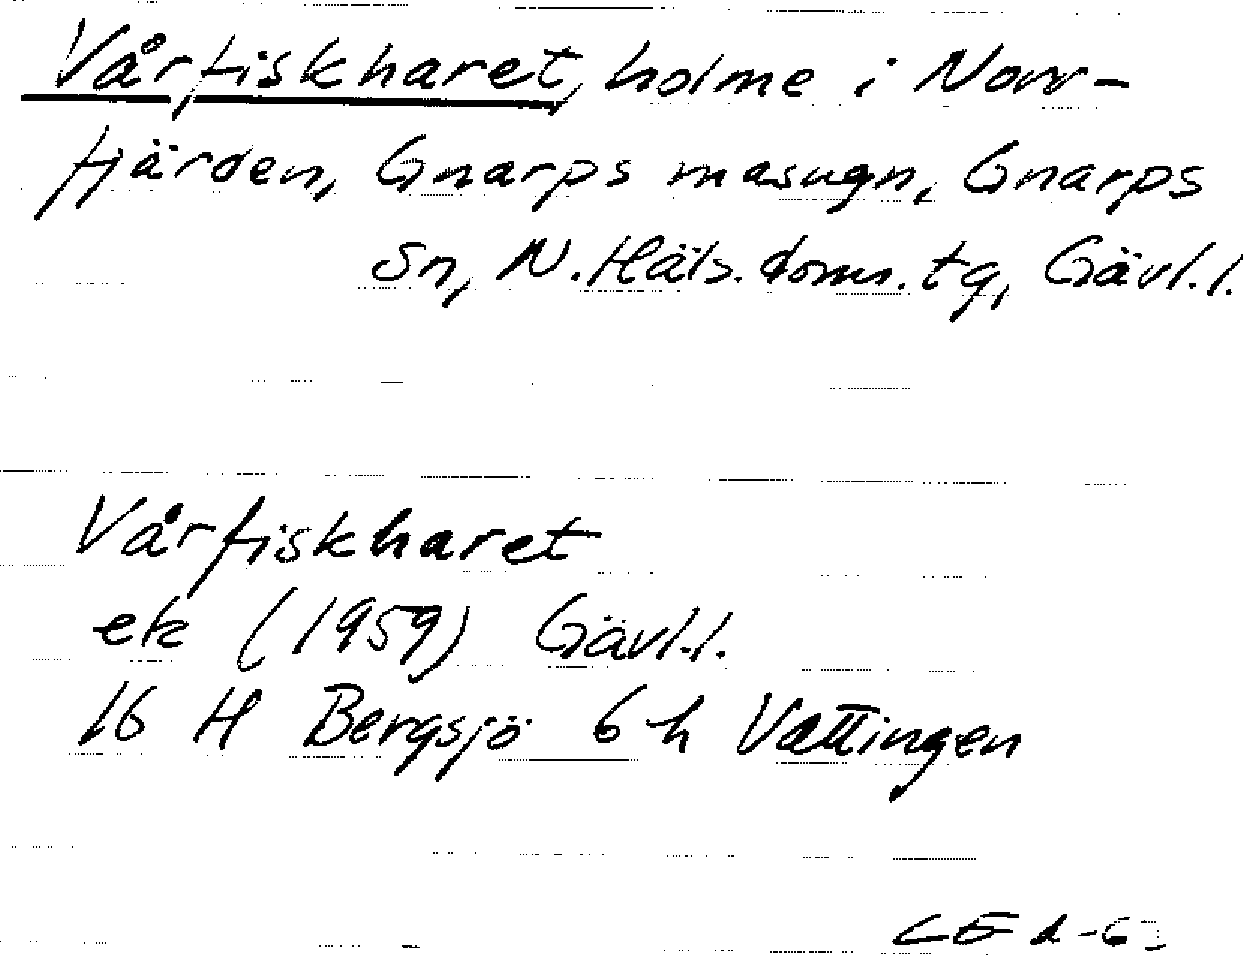 Vårfiskharet, holme i Norr-
fjärden, Gnarps masugn, Gnarps
sn, N. Häls. doms. tg, Gävl.l.
Vårfiskharet
ek (1959) Gävl.l.
16 H Bergsjö 6 h Vattingen